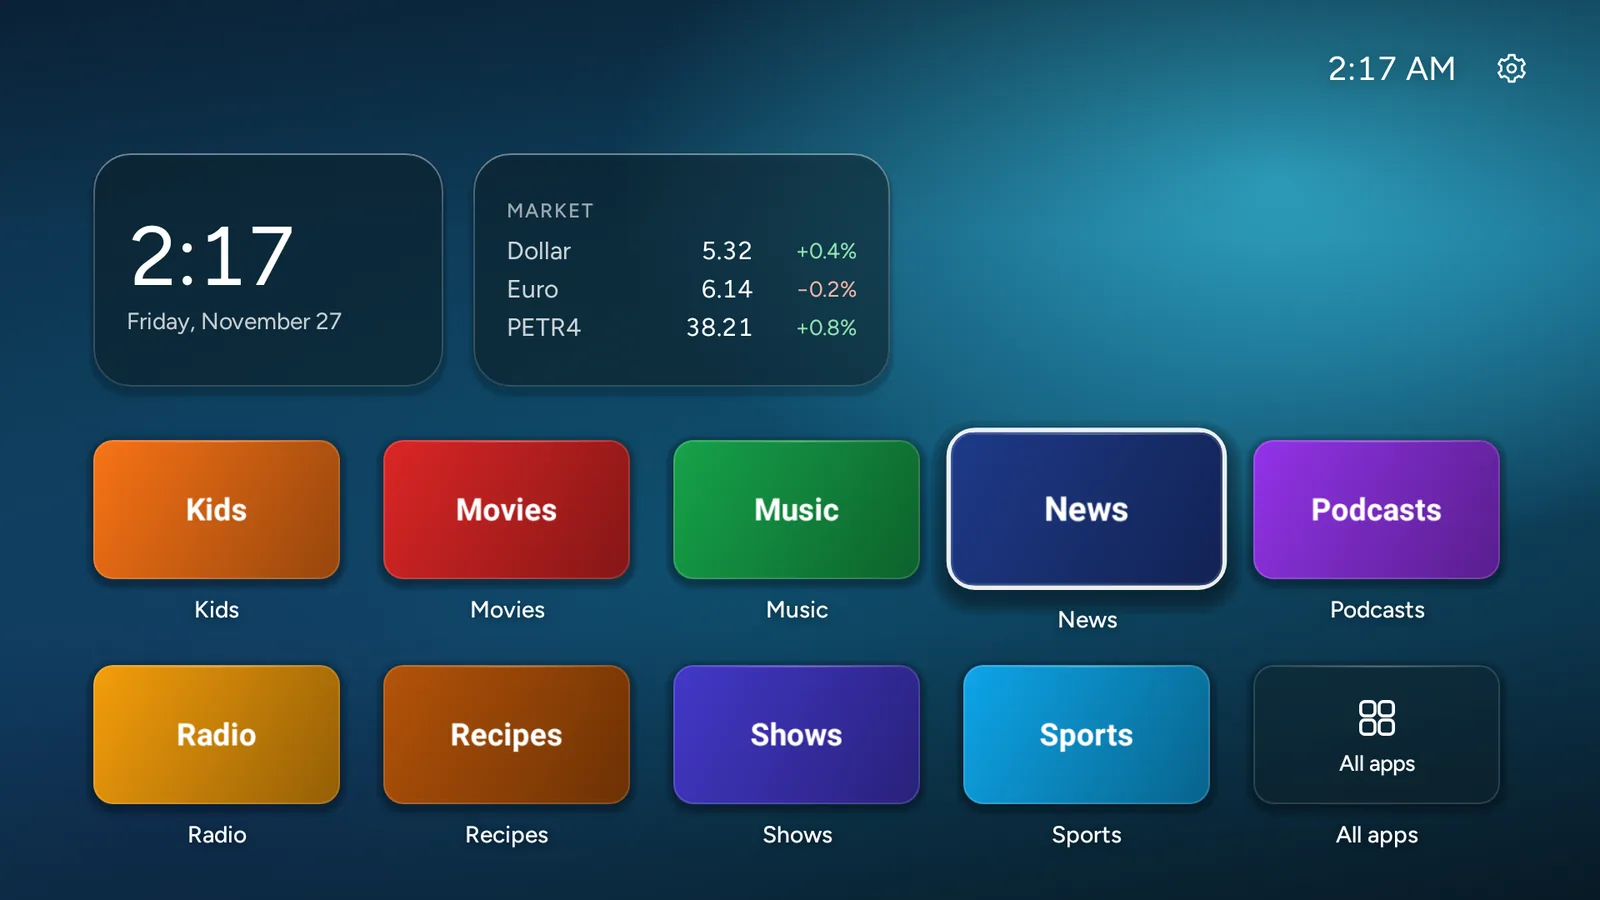 2:17 AM
2:17
Friday, November 27
MARKET
Dollar 5.32 +0.4%
Euro 6.14 -0.2%
PETR4 38.21 +0.8%
Kids
Movies
Music
News
Podcasts
Kids
Movies
Music
News
Podcasts
Radio
Recipes
Shows
Sports
All apps
Radio
Recipes
Shows
Sports
All apps